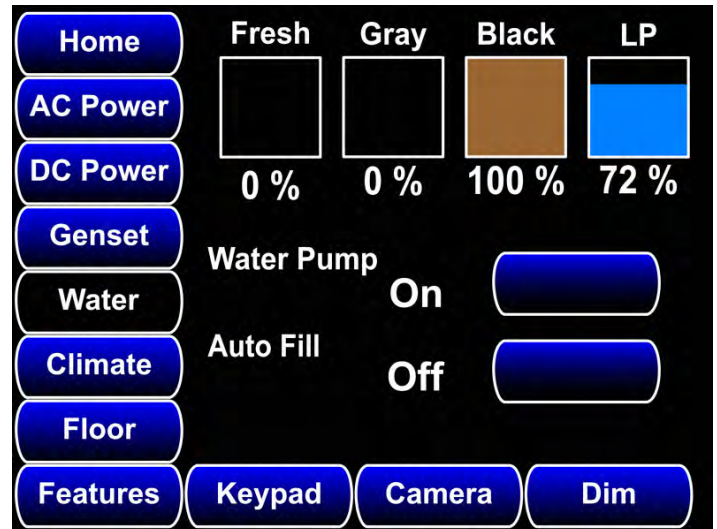 Home
AC Power
DC Power
Genset
Water
Climate
Floor
Features
Fresh Gray Black LP
0 % 0 % 100 % 72 %
Water Pump
On
Auto Fill
Off
Keypad Camera Dim